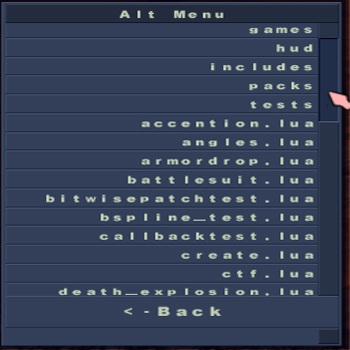 Alt Menu
games
hud
includes
packs
tests
accention.lua
angles.lua
armordrop.lua
battlesuit.lua
bitwisepatchtest.lua
bspline_test.lua
callbacktest.lua
create.lua
ctf.lua
death_explosion.lua
<-Back